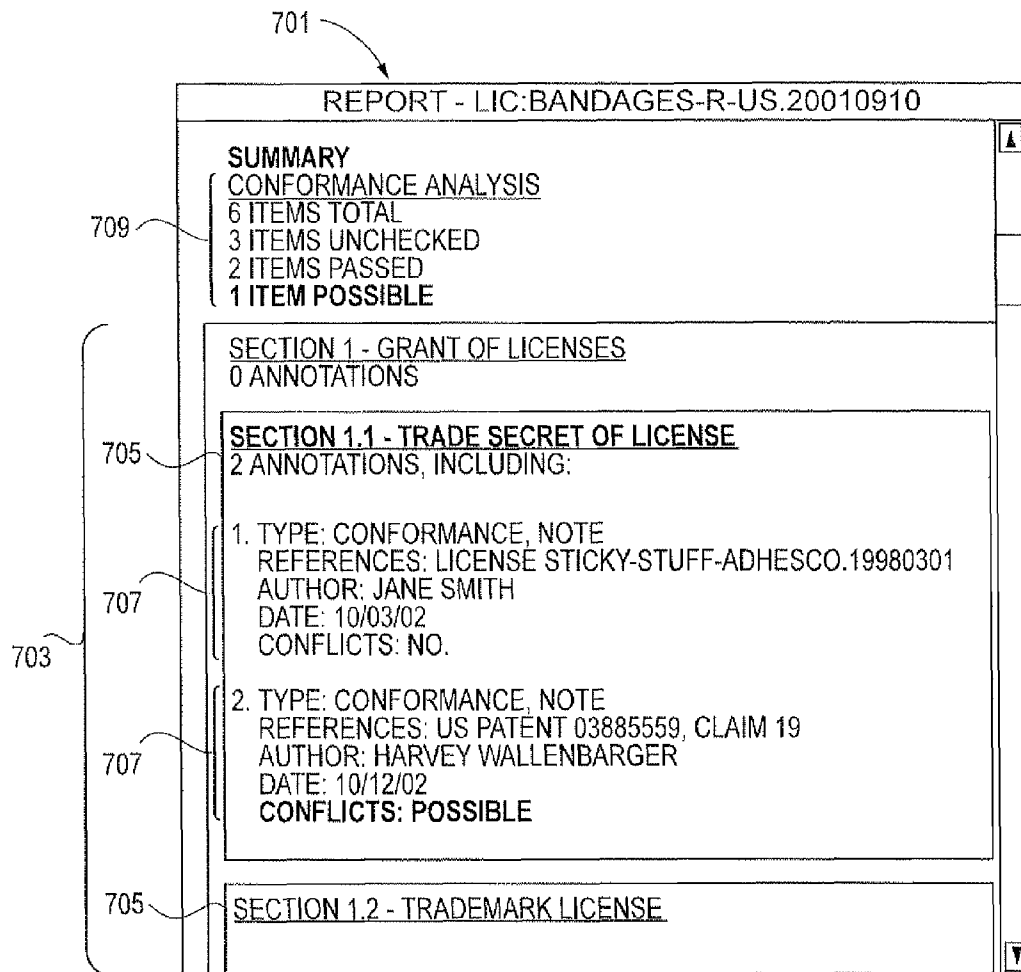 701
REPORT - LIC:BANDAGES-R-US.20010910
SUMMARY
CONFORMANCE ANALYSIS
6 ITEMS TOTAL
709
3 ITEMS UNCHECKED
2 ITEMS PASSED
1 ITEM POSSIBLE
SECTION 1 - GRANT OF LICENSES
0 ANNOTATIONS
SECTION 1.1 - TRADE SECRET OF LICENSE
705
2 ANNOTATIONS, INCLUDING:
1. TYPE: CONFORMANCE, NOTE
REFERENCES: LICENSE STICKY-STUFF-ADHESCO.19980301
707
AUTHOR: JANE SMITH
DATE: 10/03/02
CONFLICTS: NO.
703
2. TYPE: CONFORMANCE, NOTE
REFERENCES: US PATENT 03885559, CLAIM 19
707
AUTHOR: HARVEY WALLENBARGER
DATE: 10/12/02
CONFLICTS: POSSIBLE
705
SECTION 1.2 - TRADEMARK LICENSE